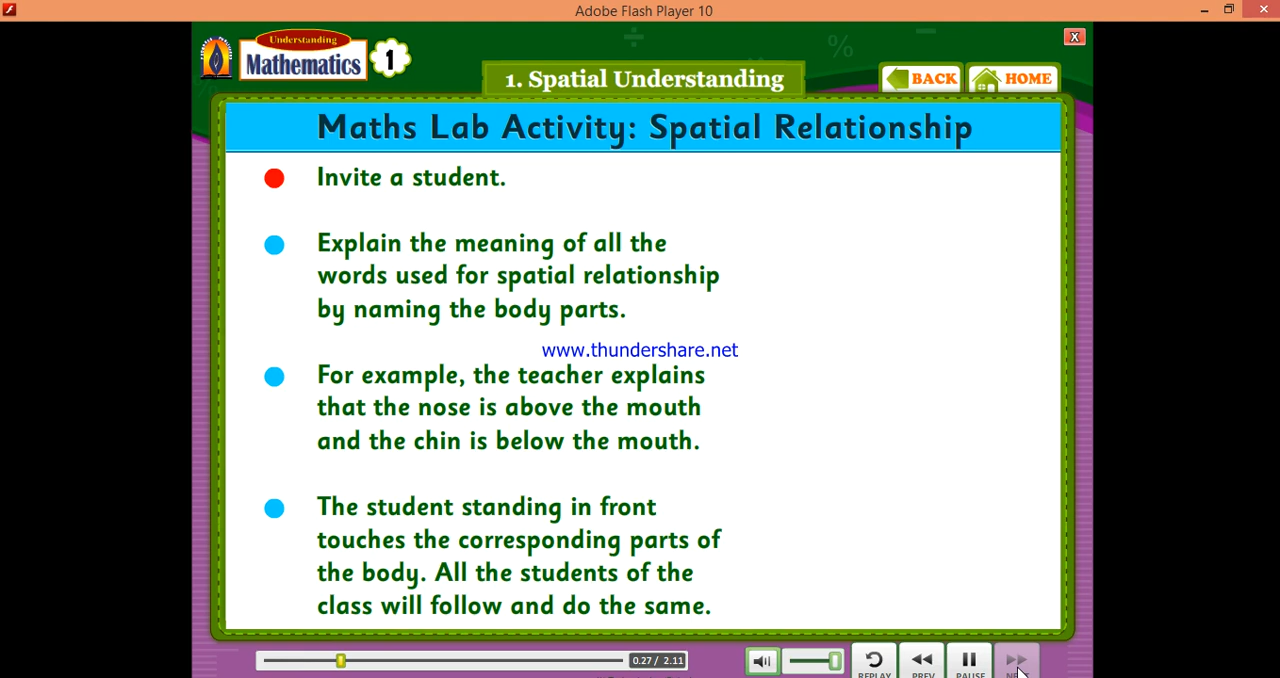 Adobe Flash Player 10
Understanding
Mathematics
1
1. Spatial Understanding
BACK
HOME
X
Maths Lab Activity: Spatial Relationship
Invite a student.
Explain the meaning of all the
words used for spatial relationship
by naming the body parts.
www.thundershare.net
For example, the teacher explains
that the nose is above the mouth
and the chin is below the mouth.
The student standing in front
touches the corresponding parts of
the body. All the students of the
class will follow and do the same.
0.27 / 2.11
REPLAY
PREV
PAUSE